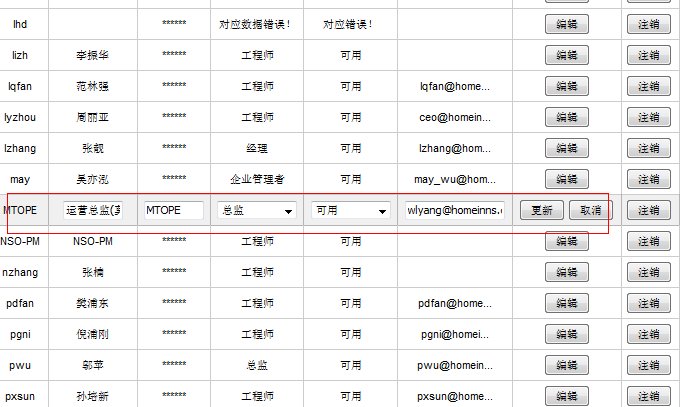 lhd ****** 对应数据错误! 对应数据错误! 编辑 注销
lizh 李振华 ****** 工程师 可用 编辑 注销
lqfan 范林强 ****** 工程师 可用 lqfan@home... 编辑 注销
lyzhou 周丽亚 ****** 工程师 可用 ceo@homein... 编辑 注销
lzhang 张靓 ****** 经理 可用 lzhang@hom... 编辑 注销
may 吴亦泓 ****** 企业管理者 可用 may_wu@hom... 编辑 注销
MTOPE 运营总监( MTOPE 总监 可用 wlyang@homeinns.c 更新 取消 注销
NSO-PM NSO-PM ****** 工程师 可用 编辑 注销
nzhang 张楠 ****** 工程师 可用 编辑 注销
pdfan 樊浦东 ****** 工程师 可用 pdfan@home... 编辑 注销
pgni 倪浦刚 ****** 工程师 可用 pgni@homei... 编辑 注销
pwu 邬苹 ****** 总监 可用 pwu@homein... 编辑 注销
pxsun 孙培新 ****** 工程师 可用 pxsun@home... 编辑 注销